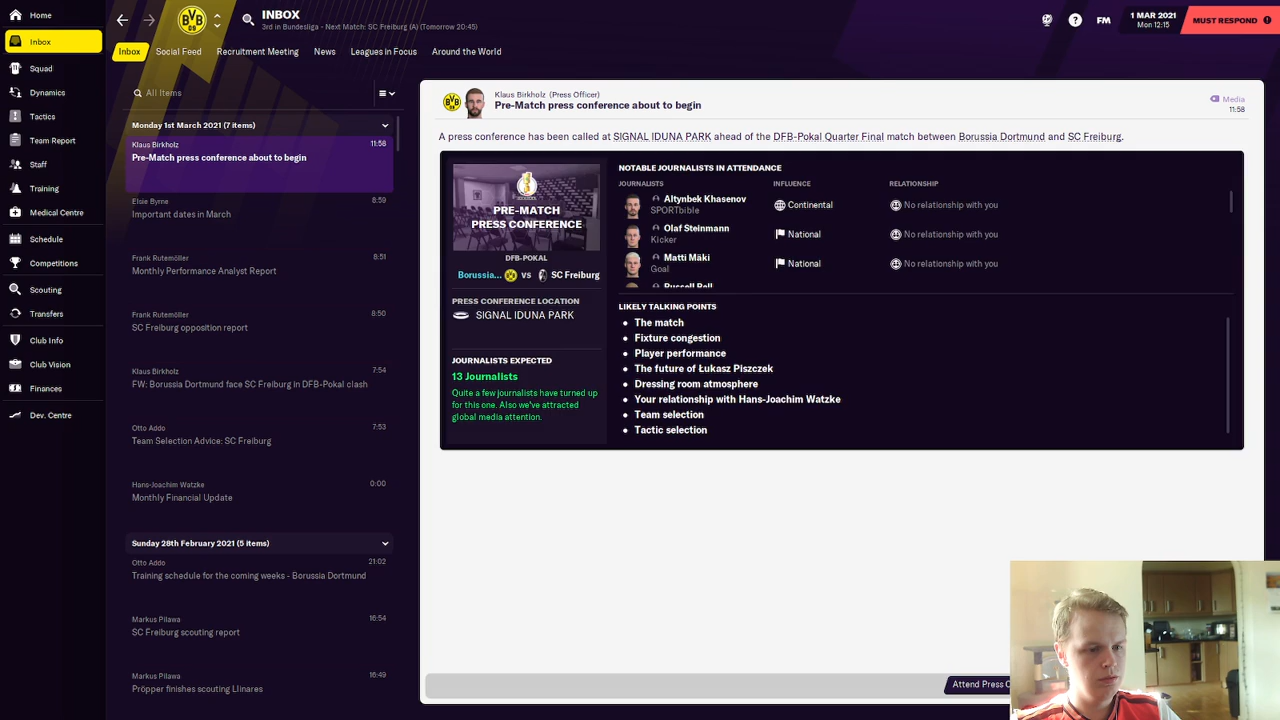 Home
Inbox
Squad
Dynamics
Tactics
Team Report
Staff
Training
Medical Centre
Schedule
Competitions
Scouting
Transfers
Club Info
Club Vision
Finances
Dev. Centre
BVB 09
INBOX
3rd in Bundesliga - Next Match: SC Freiburg (A) (Tomorrow 20:45)
? FM
1 MAR 2021
Mon 12:15
MUST RESPOND
Inbox Social Feed Recruitment Meeting News Leagues in Focus Around the World
All Items
Monday 1st March 2021 (7 items)
Klaus Birkholz 11:58
Pre-Match press conference about to begin
Elsie Byrne 8:59
Important dates in March
Frank Rutemöller 8:51
Monthly Performance Analyst Report
Frank Rutemöller 8:50
SC Freiburg opposition report
Klaus Birkholz 7:54
FW: Borussia Dortmund face SC Freiburg in DFB-Pokal clash
Otto Addo 7:53
Team Selection Advice: SC Freiburg
Hans-Joachim Watzke 0:00
Monthly Financial Update
Sunday 28th February 2021 (5 items)
Otto Addo 21:02
Training schedule for the coming weeks - Borussia Dortmund
Markus Pilawa 16:54
SC Freiburg scouting report
Markus Pilawa 16:49
Pröpper finishes scouting Llinares
Klaus Birkholz (Press Officer)
Pre-Match press conference about to begin
Media
11:58
A press conference has been called at SIGNAL IDUNA PARK ahead of the DFB-Pokal Quarter Final match between Borussia Dortmund and SC Freiburg.
PRE-MATCH
PRESS CONFERENCE
DFB-POKAL
Borussia... vs SC Freiburg
PRESS CONFERENCE LOCATION
SIGNAL IDUNA PARK
JOURNALISTS EXPECTED
13 Journalists
Quite a few journalists have turned up
for this one. Also we've attracted
global media attention.
NOTABLE JOURNALISTS IN ATTENDANCE
JOURNALISTS INFLUENCE RELATIONSHIP
Altynbek Khasenov
SPORTbible
Continental No relationship with you
Olaf Steinmann
Kicker
National No relationship with you
Matti Mäki
Goal
National No relationship with you
LIKELY TALKING POINTS
The match
Fixture congestion
Player performance
The future of Łukasz Piszczek
Dressing room atmosphere
Your relationship with Hans-Joachim Watzke
Team selection
Tactic selection
Attend Press C